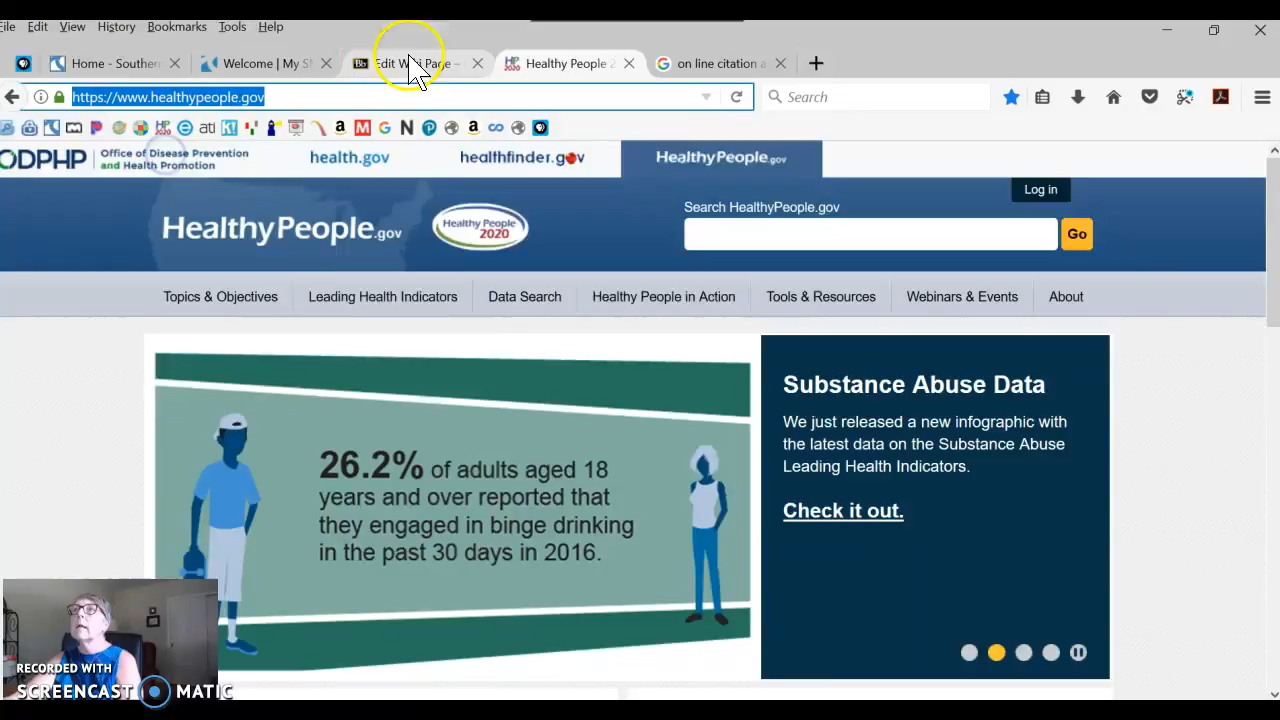 File Edit View History Bookmarks Tools Help
Home - Southern
Welcome | My S
Bb Edit W
Page –
HP 2020 Healthy People 2
G on line citation a
https://www.healthypeople.gov
Search
ati K! a M G N a
ODPHP Office of Disease Prevention and Health Promotion
health.gov
healthfinder.gov
HealthyPeople.gov
Log in
HealthyPeople.gov
Healthy People 2020
Search HealthyPeople.gov
Go
Topics & Objectives Leading Health Indicators Data Search Healthy People in Action Tools & Resources Webinars & Events About
26.2% of adults aged 18
years and over reported that
they engaged in binge drinking
in the past 30 days in 2016.
Substance Abuse Data
We just released a new infographic with
the latest data on the Substance Abuse
Leading Health Indicators.
Check it out.
RECORDED WITH
SCREENCAST MATIC